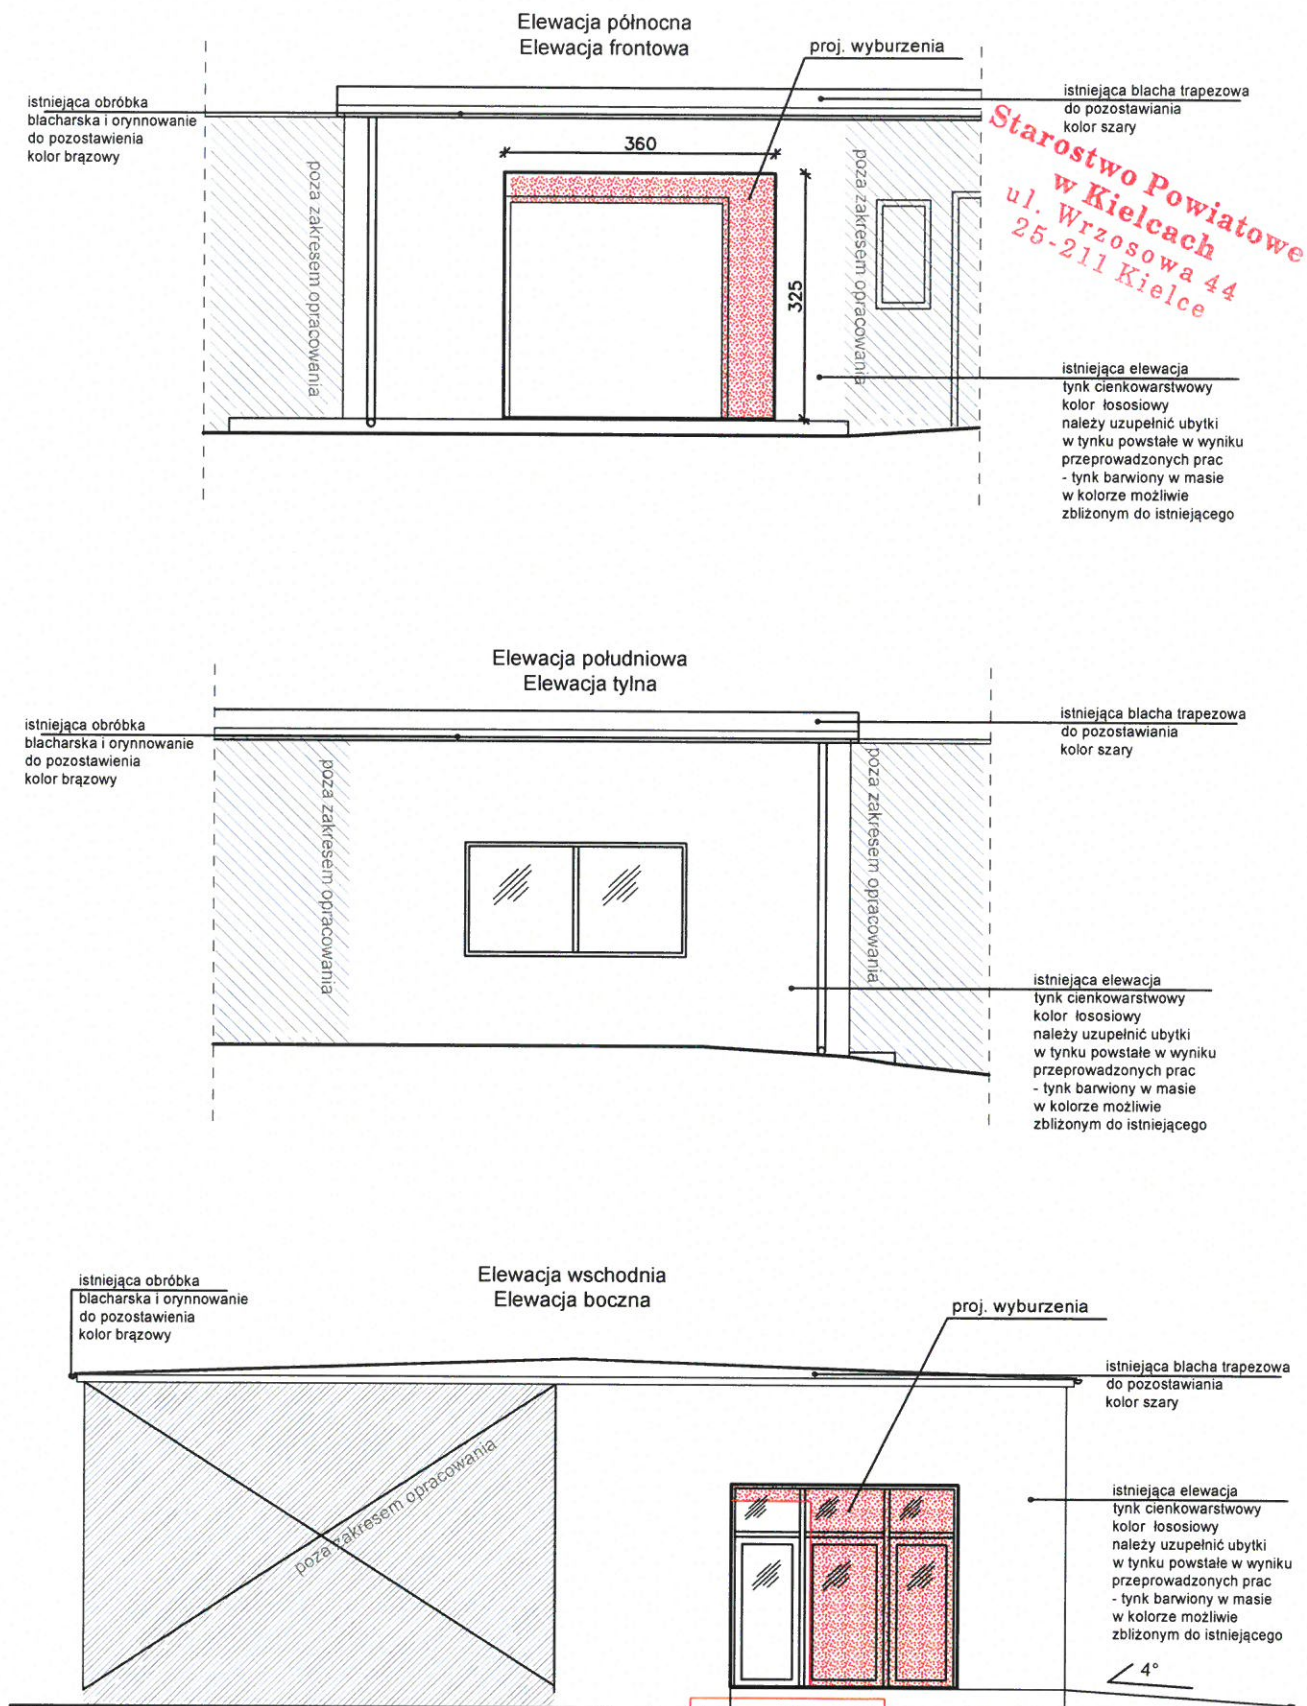 Elewacja północna
Elewacja frontowa
proj. wyburzenia
istniejąca obróbka
blacharska i orynnowanie
do pozostawienia
kolor brązowy
istniejąca blacha trapezowa
do pozostawiania
kolor szary
Starostwo Powiatowe
w Kielcach
ul. Wrzosowa 44
25-211 Kielce
360
325
poza zakresem opracowania
poza zakresem opracowania
istniejąca elewacja
tynk cienkowarstwowy
kolor łososiowy
należy uzupełnić ubytki
w tynku powstałe w wyniku
przeprowadzonych prac
- tynk barwiony w masie
w kolorze możliwie
zbliżonym do istniejącego
Elewacja południowa
Elewacja tylna
istniejąca obróbka
blacharska i orynnowanie
do pozostawienia
kolor brązowy
istniejąca blacha trapezowa
do pozostawiania
kolor szary
poza zakresem opracowania
poza zakresem opracowania
istniejąca elewacja
tynk cienkowarstwowy
kolor łososiowy
należy uzupełnić ubytki
w tynku powstałe w wyniku
przeprowadzonych prac
- tynk barwiony w masie
w kolorze możliwie
zbliżonym do istniejącego
Elewacja wschodnia
Elewacja boczna
istniejąca obróbka
blacharska i orynnowanie
do pozostawienia
kolor brązowy
proj. wyburzenia
istniejąca blacha trapezowa
do pozostawiania
kolor szary
poza zakresem opracowania
istniejąca elewacja
tynk cienkowarstwowy
kolor łososiowy
należy uzupełnić ubytki
w tynku powstałe w wyniku
przeprowadzonych prac
- tynk barwiony w masie
w kolorze możliwie
zbliżonym do istniejącego
4°